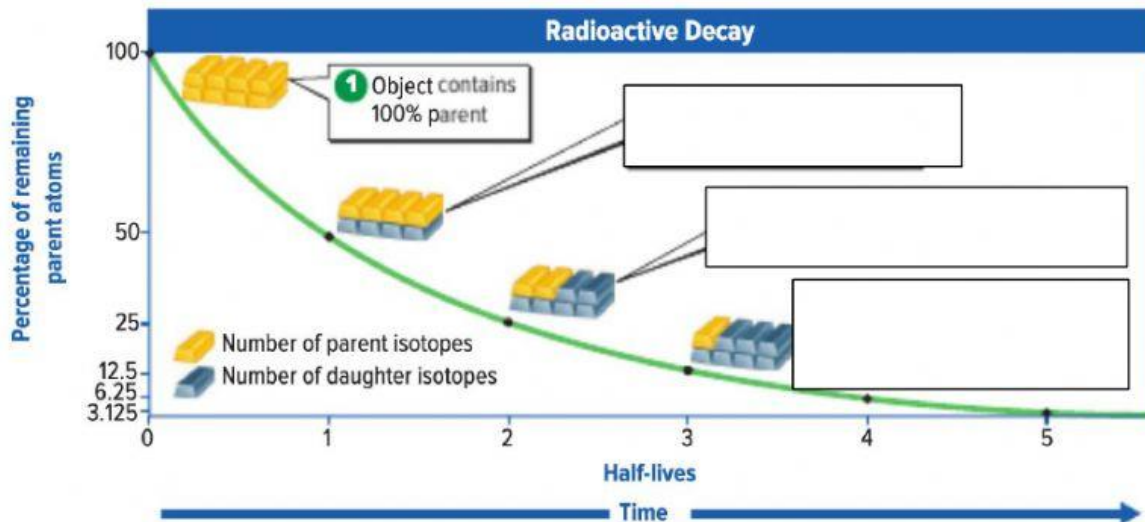 Radioactive Decay
100
1 Object contains
100% parent
Percentage of remaining
parent atoms
50
25
12.5
6.25
3.125
Number of parent isotopes
Number of daughter isotopes
0 1 2 3 4 5
Half-lives
Time